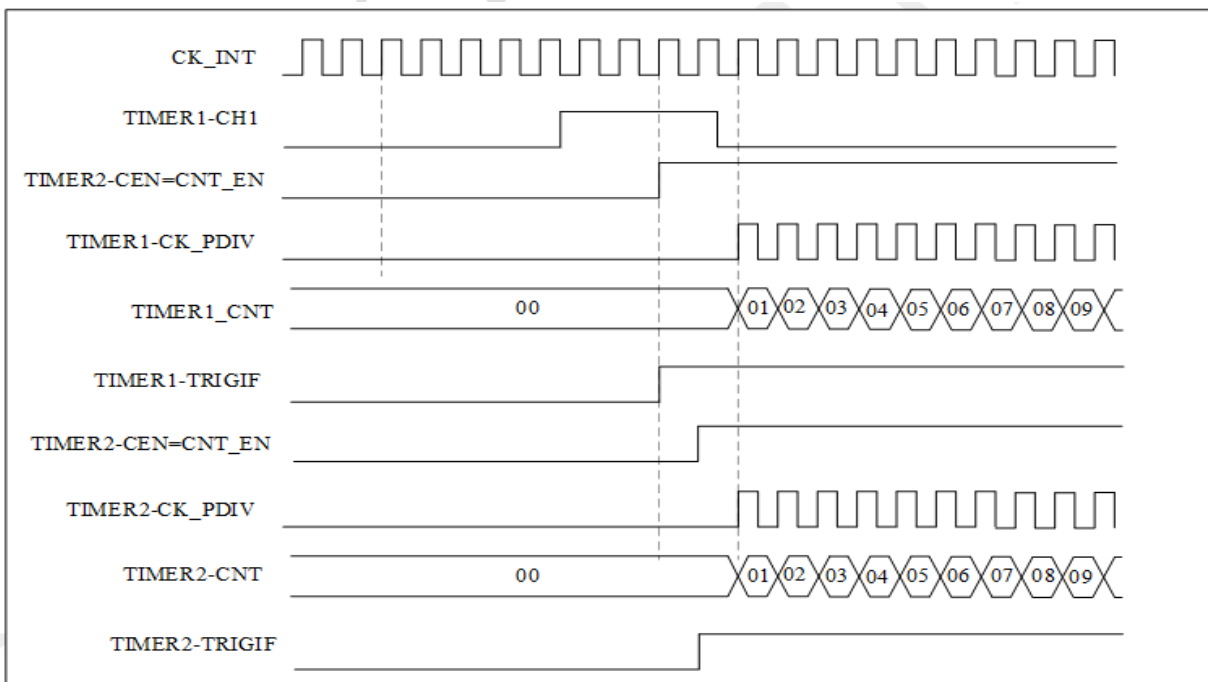 CK_INT
TIMER1-CH1
TIMER2-CEN=CNT_EN
TIMER1-CK_PDIV
TIMER1_CNT 00 01 02 03 04 05 06 07 08 09
TIMER1-TRIGIF
TIMER2-CEN=CNT_EN
TIMER2-CK_PDIV
TIMER2-CNT 00 01 02 03 04 05 06 07 08 09
TIMER2-TRIGIF